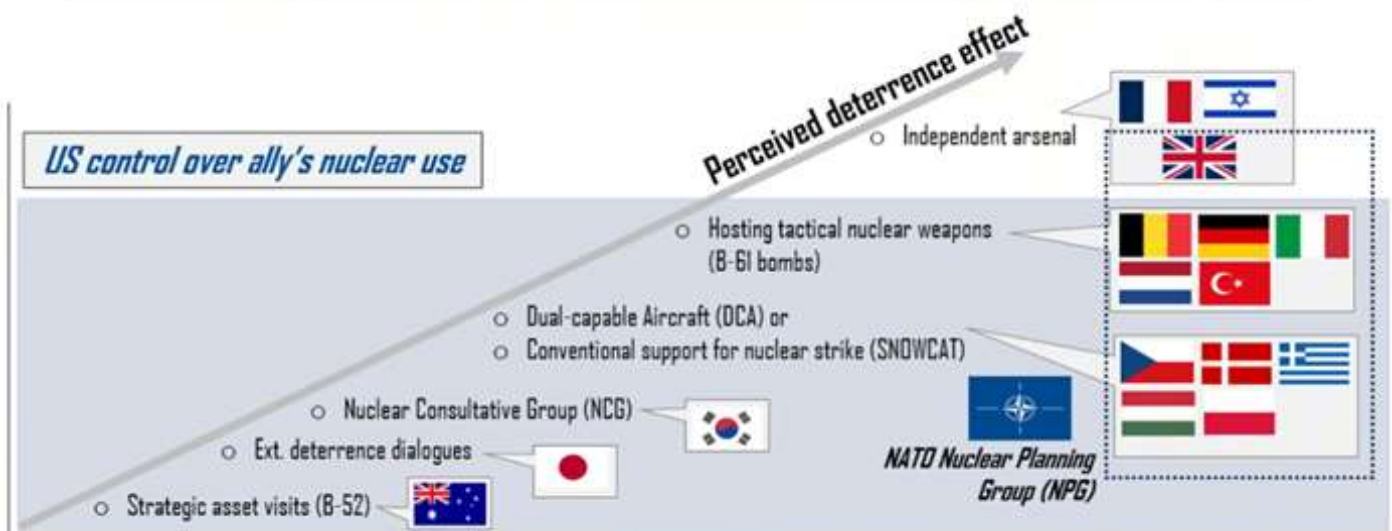 Perceived deterrence effect
US control over ally's nuclear use
Independent arsenal
Hosting tactical nuclear weapons
(B-61 bombs)
Dual-capable Aircraft (DCA) or
Conventional support for nuclear strike (SNOWCAT)
Nuclear Consultative Group (NCG)
Ext. deterrence dialogues
Strategic asset visits (B-52)
NATO Nuclear Planning
Group (NPG)